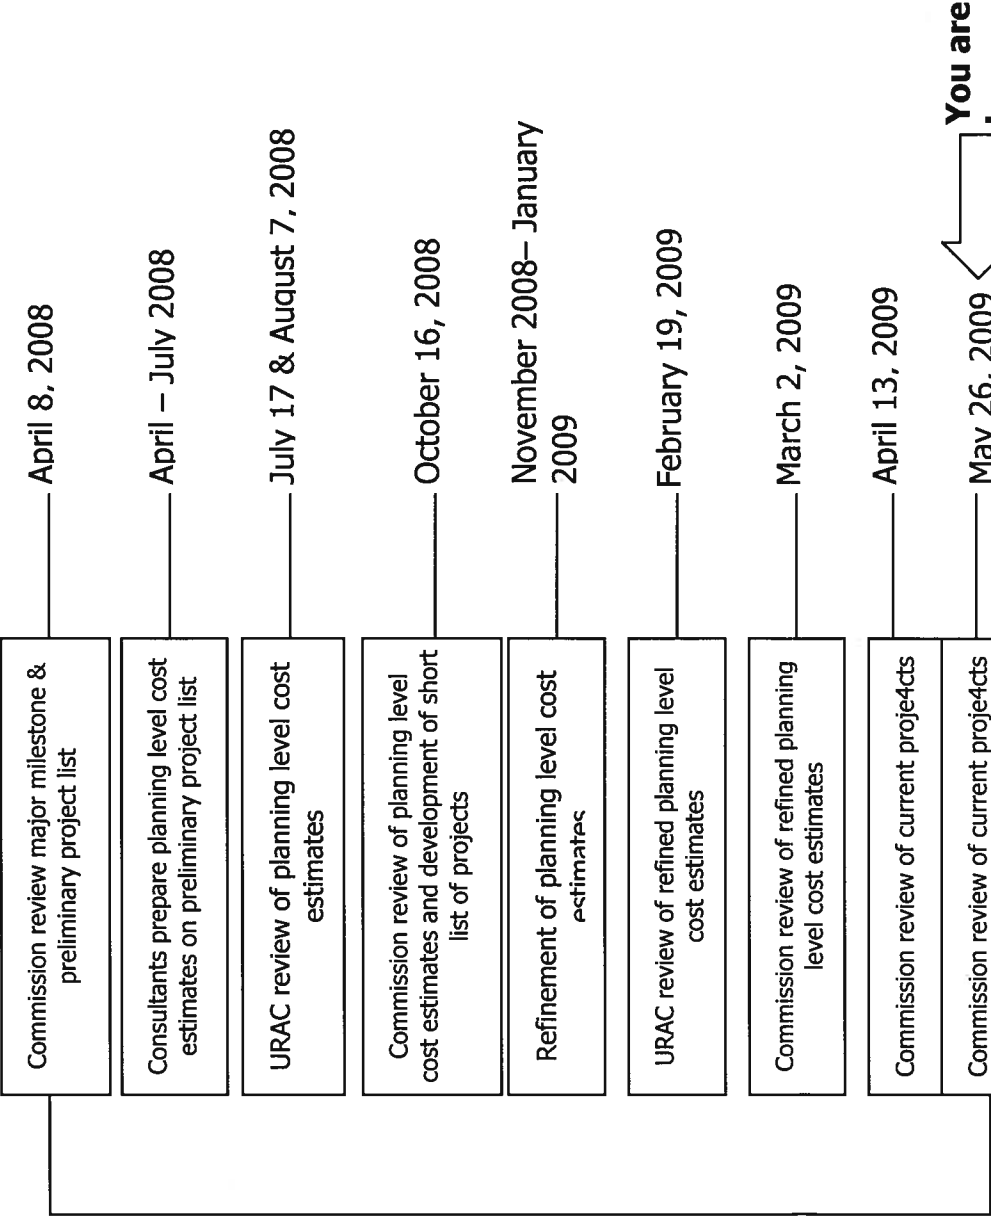 Commission review major milestone &
preliminary project list
April 8, 2008
Consultants prepare planning level cost
estimates on preliminary project list
April – July 2008
URAC review of planning level cost
estimates
July 17 & August 7, 2008
Commission review of planning level
cost estimates and development of short
list of projects
October 16, 2008
Refinement of planning level cost
estimates
November 2008– January
2009
URAC review of refined planning level
cost estimates
February 19, 2009
Commission review of refined planning
level cost estimates
March 2, 2009
Commission review of current proje4cts
April 13, 2009
Commission review of current proje4cts
May 26, 2009
You are